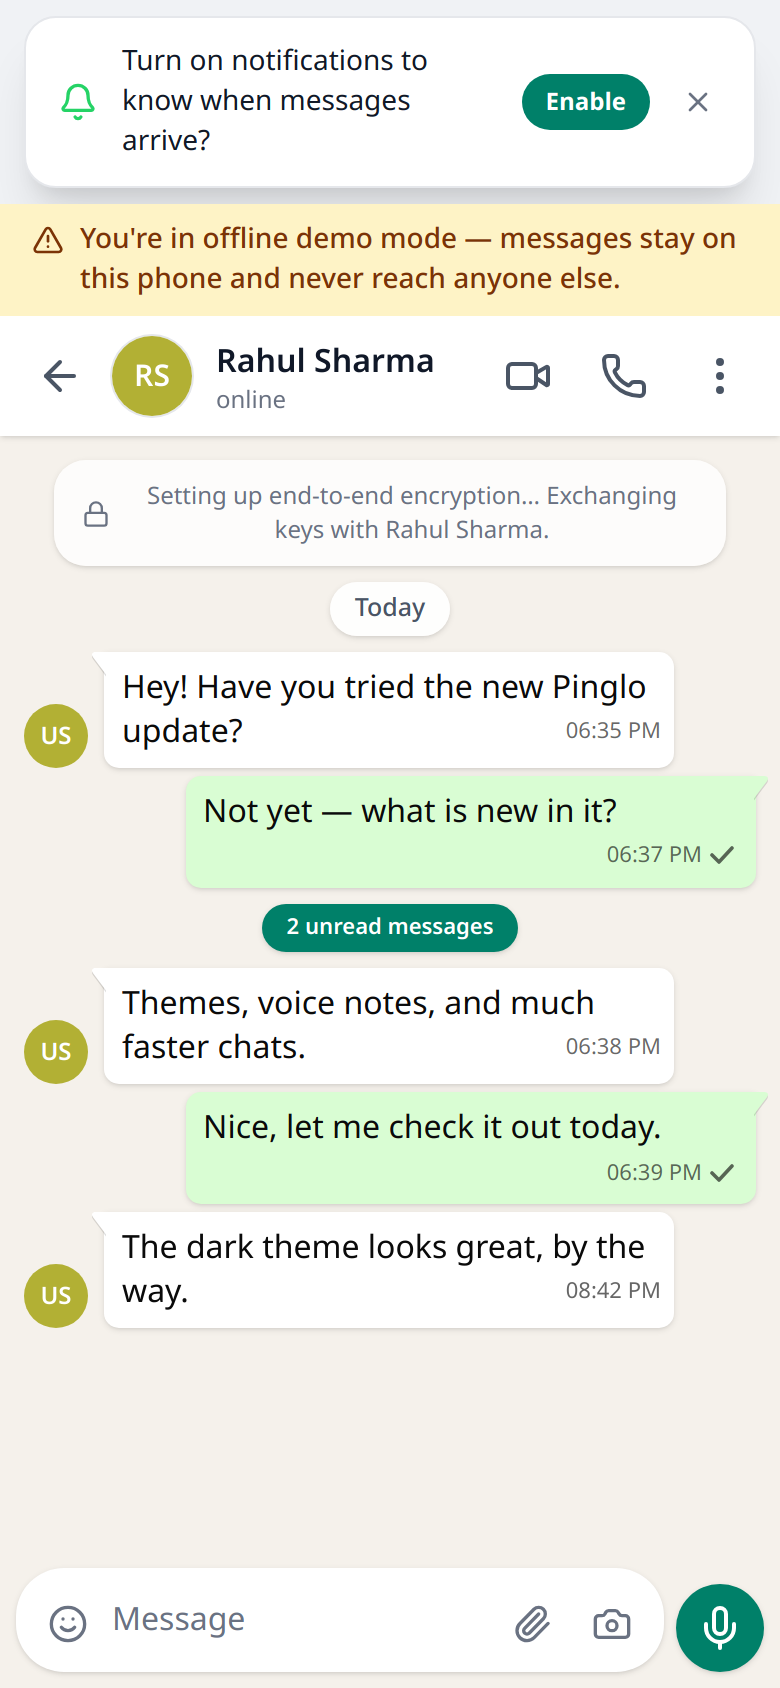 Turn on notifications to
know when messages
arrive?
Enable
You're in offline demo mode — messages stay on
this phone and never reach anyone else.
RS
Rahul Sharma
online
Setting up end-to-end encryption... Exchanging
keys with Rahul Sharma.
Today
Hey! Have you tried the new Pinglo
update?
06:35 PM
US
Not yet — what is new in it?
06:37 PM
2 unread messages
Themes, voice notes, and much
faster chats.
06:38 PM
US
Nice, let me check it out today.
06:39 PM
The dark theme looks great, by the
way.
08:42 PM
US
Message